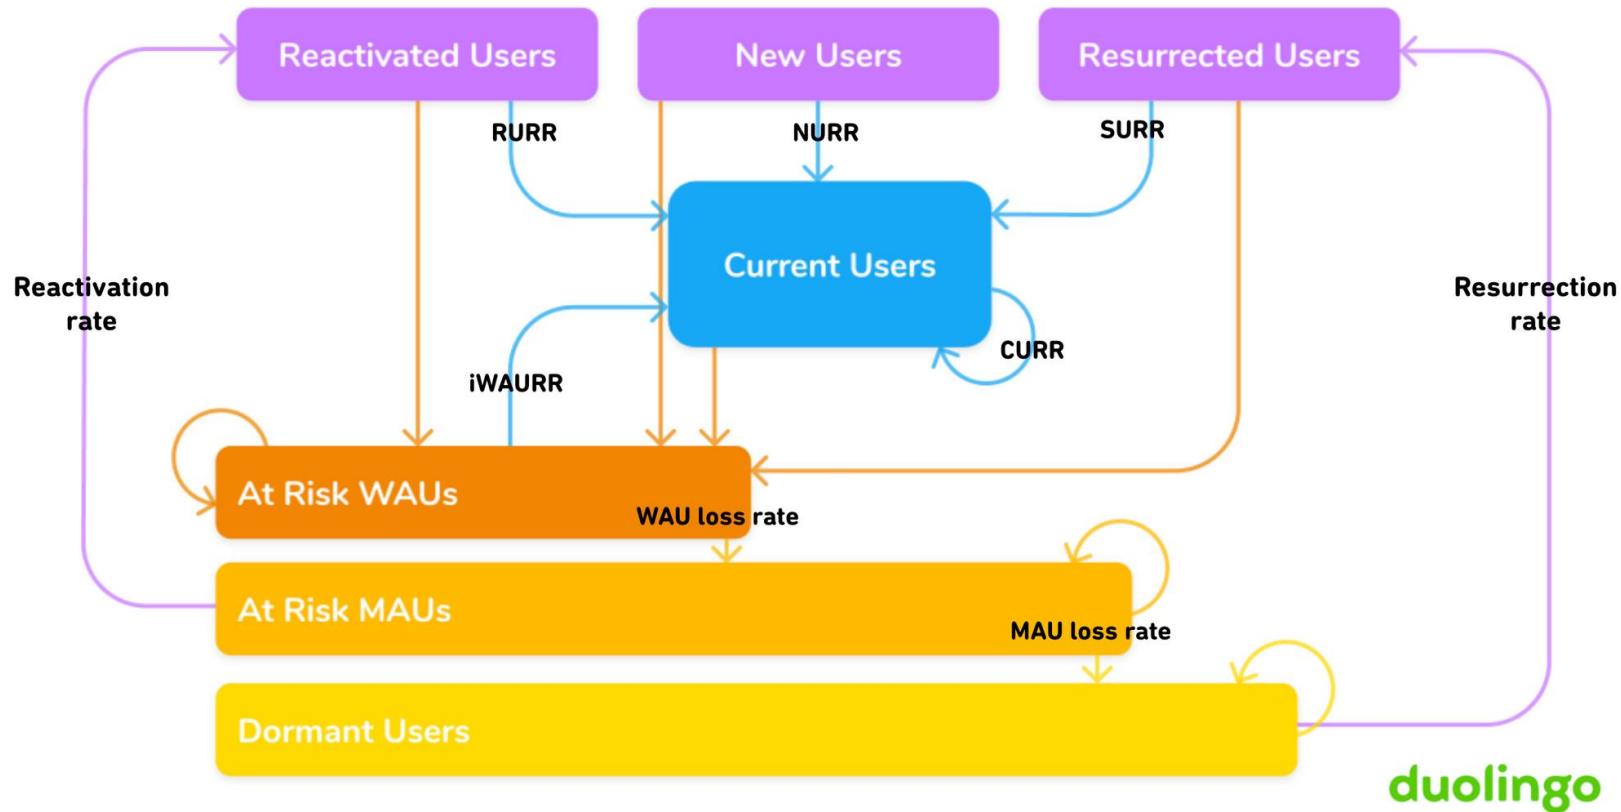 Reactivated Users
New Users
Resurrected Users
RURR
NURR
SURR
Current Users
Reactivation
rate
Resurrection
rate
CURR
iWAURR
At Risk WAUs
WAU loss rate
At Risk MAUs
MAU loss rate
Dormant Users
duolingo